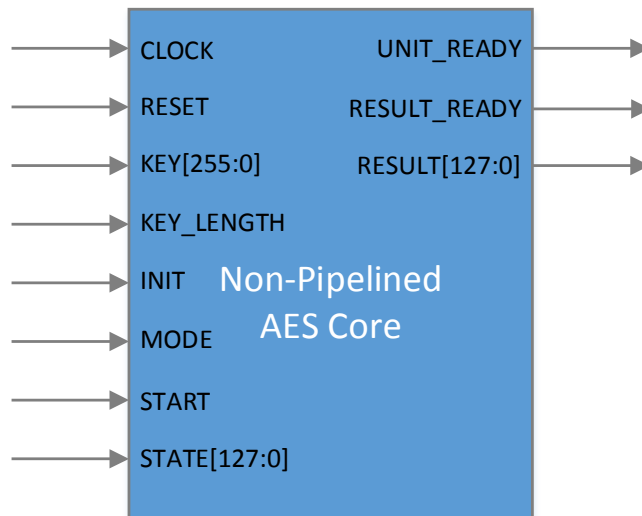 CLOCK
UNIT_READY
RESET
RESULT_READY
KEY[255:0]
RESULT[127:0]
KEY_LENGTH
INIT
Non-Pipelined
AES Core
MODE
START
STATE[127:0]